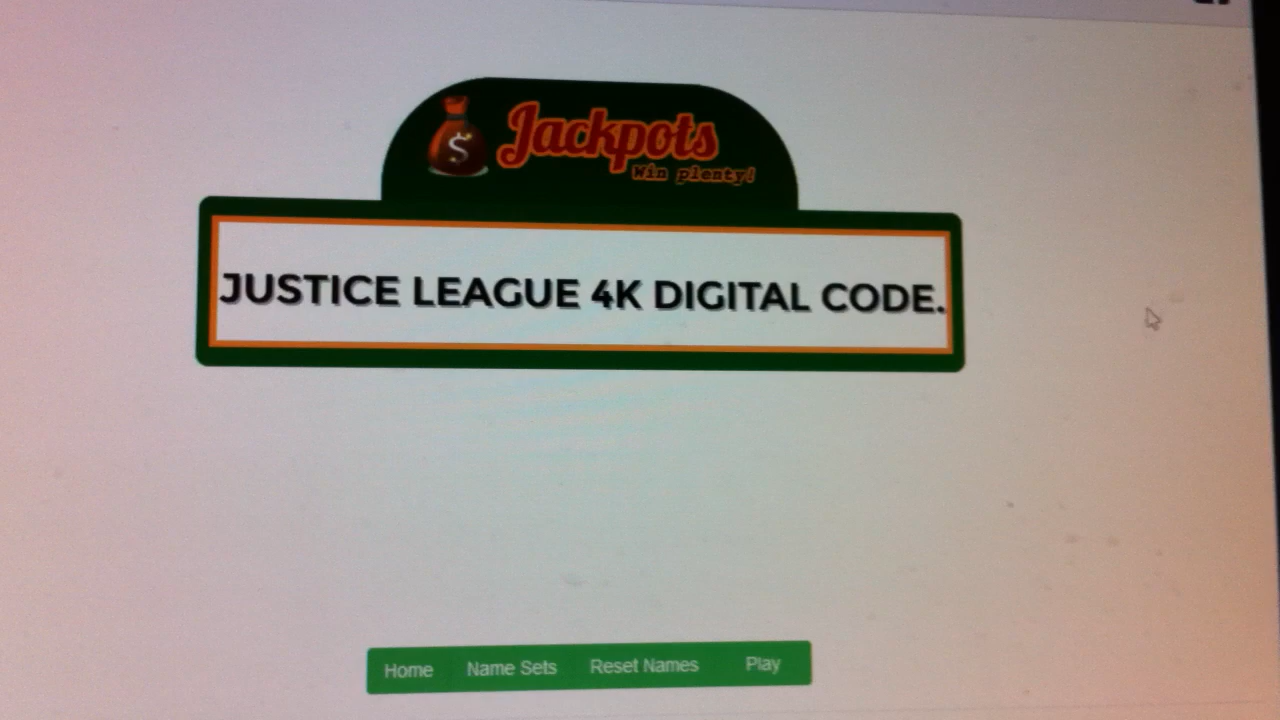 $
Jackpots
Win plenty!
JUSTICE LEAGUE 4K DIGITAL CODE.
Home Name Sets Reset Names Play